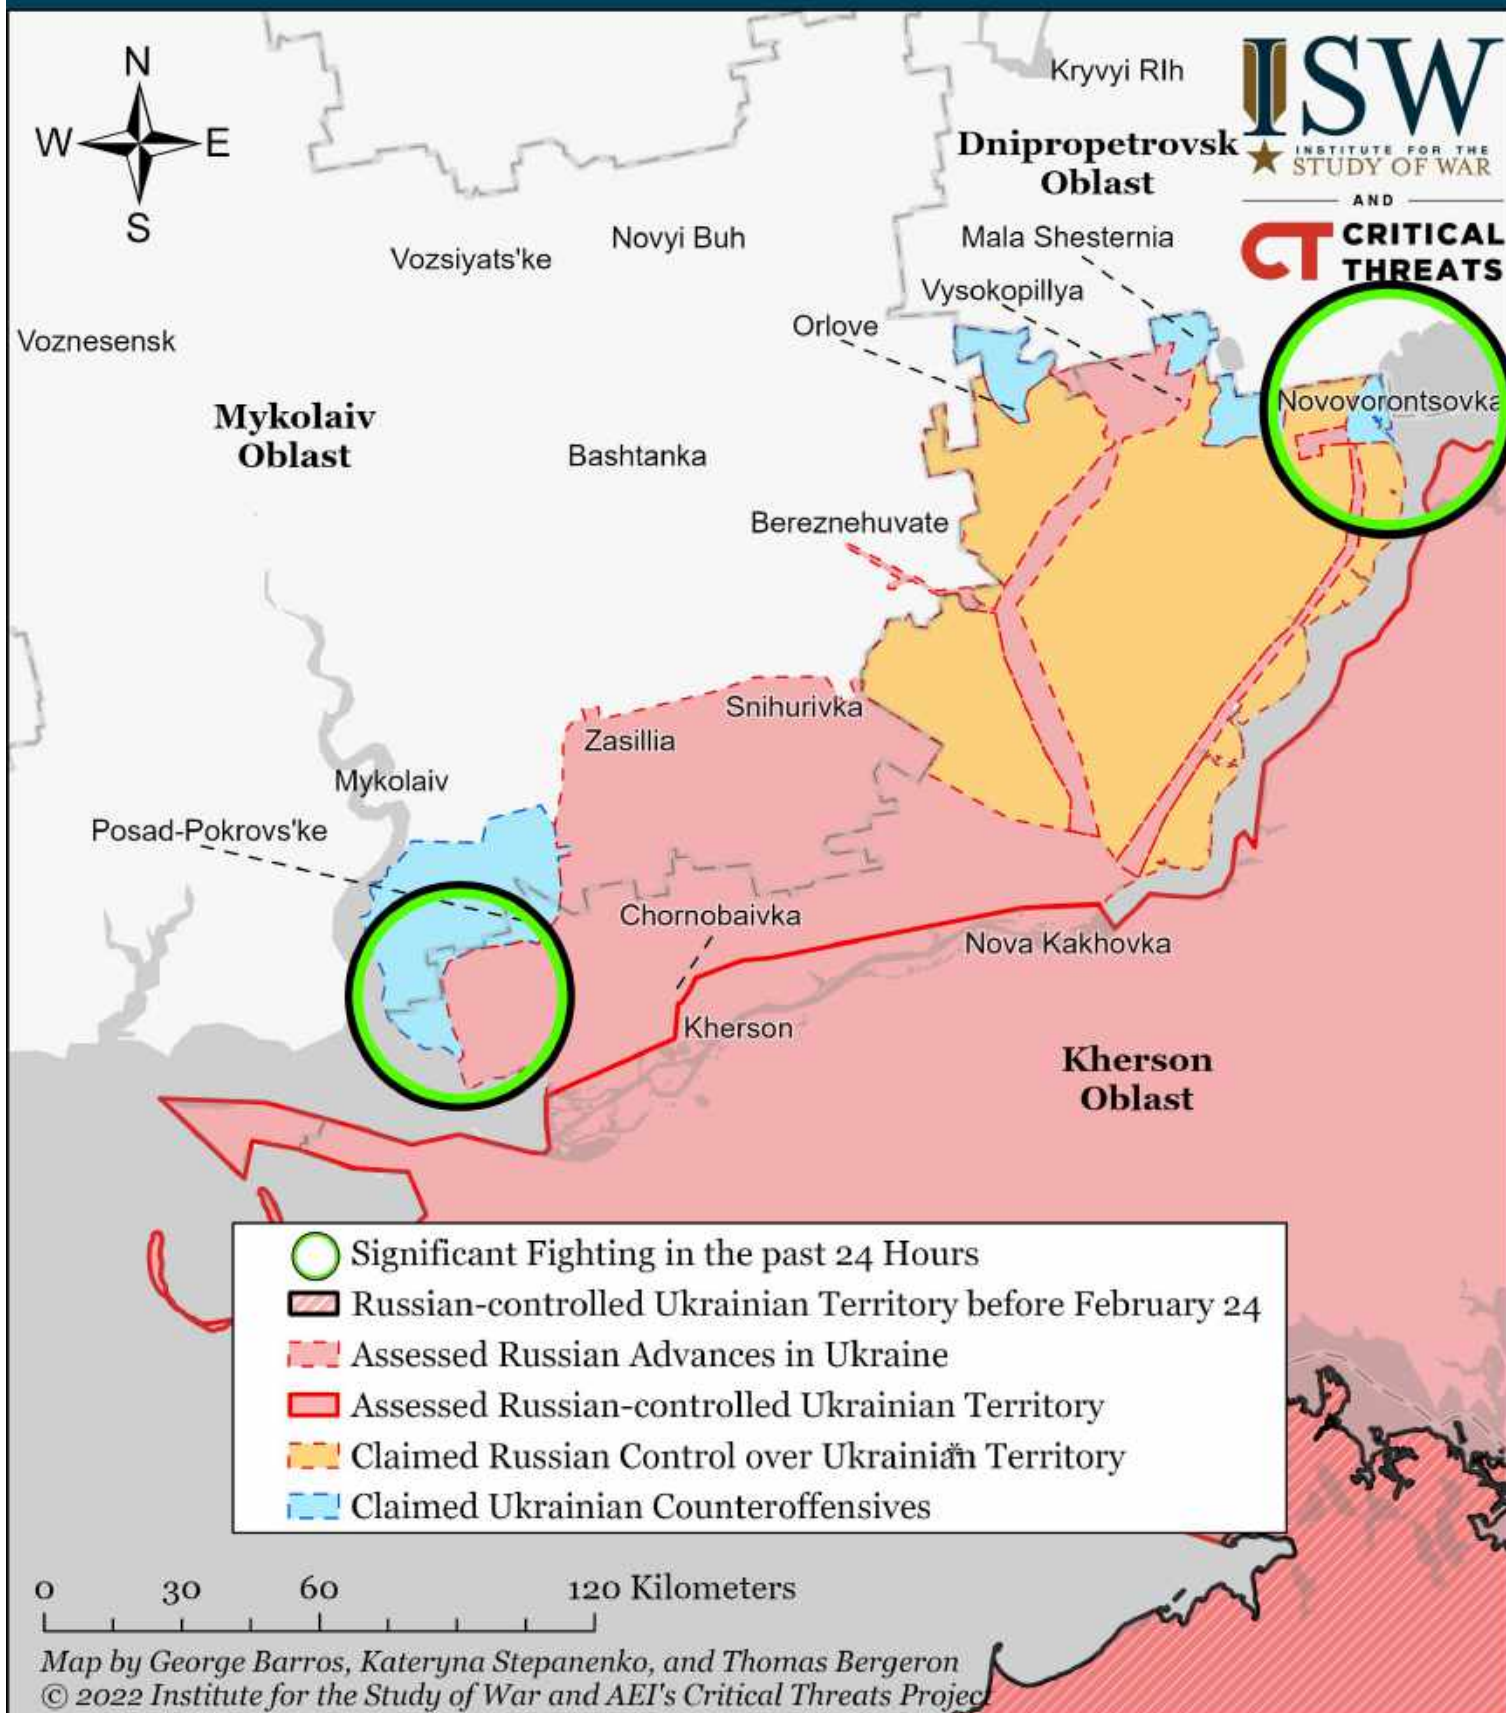 N
W E
S
Kryvyi RIh
ISW
INSTITUTE FOR THE
STUDY OF WAR
AND
CT CRITICAL
THREATS
Dnipropetrovsk
Oblast
Novyi Buh
Mala Shesternia
Vozsiyats'ke
Vysokopillya
Orlove
Voznesensk
Mykolaiv
Oblast
Novovorontsovka
Bashtanka
Bereznehuvate
Snihurivka
Zasillia
Mykolaiv
Posad-Pokrovs'ke
Chornobaivka
Nova Kakhovka
Kherson
Kherson
Oblast
Significant Fighting in the past 24 Hours
Russian-controlled Ukrainian Territory before February 24
Assessed Russian Advances in Ukraine
Assessed Russian-controlled Ukrainian Territory
Claimed Russian Control over Ukrainian Territory
Claimed Ukrainian Counteroffensives
0 30 60 120 Kilometers
Map by George Barros, Kateryna Stepanenko, and Thomas Bergeron
© 2022 Institute for the Study of War and AEI's Critical Threats Project